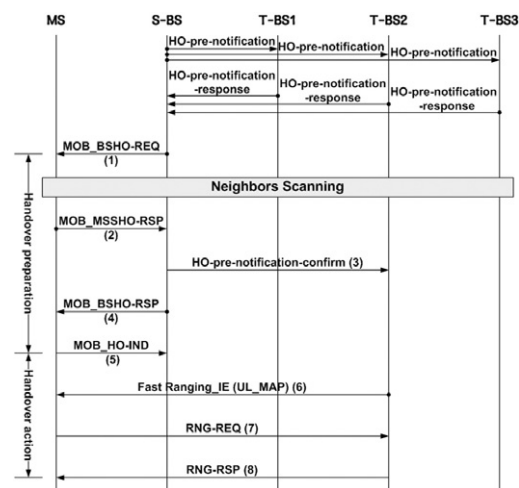 MS S-BS T-BS1 T-BS2 T-BS3
HO-pre-notification
HO-pre-notification
HO-pre-notification
HO-pre-notification
-response
HO-pre-notification
-response
HO-pre-notification
-response
MOB_BSHO-REQ
(1)
Neighbors Scanning
Handover preparation
MOB_MSSHO-RSP
(2)
HO-pre-notification-confirm (3)
MOB_BSHO-RSP
(4)
MOB_HO-IND
(5)
Handover action
Fast Ranging_IE (UL_MAP) (6)
RNG-REQ (7)
RNG-RSP (8)